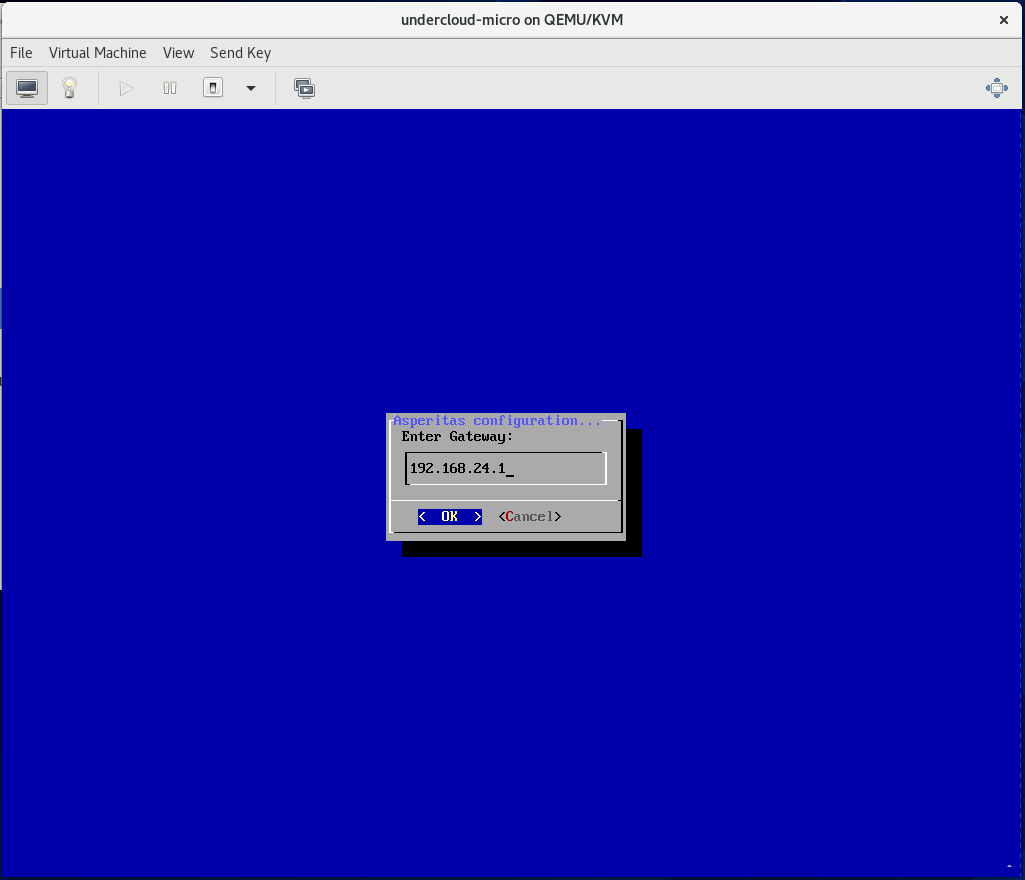 undercloud-micro on QEMU/KVM
File Virtual Machine View Send Key
Asperitas configuration...
Enter Gateway:
192.168.24.1_
< OK > <Cancel>